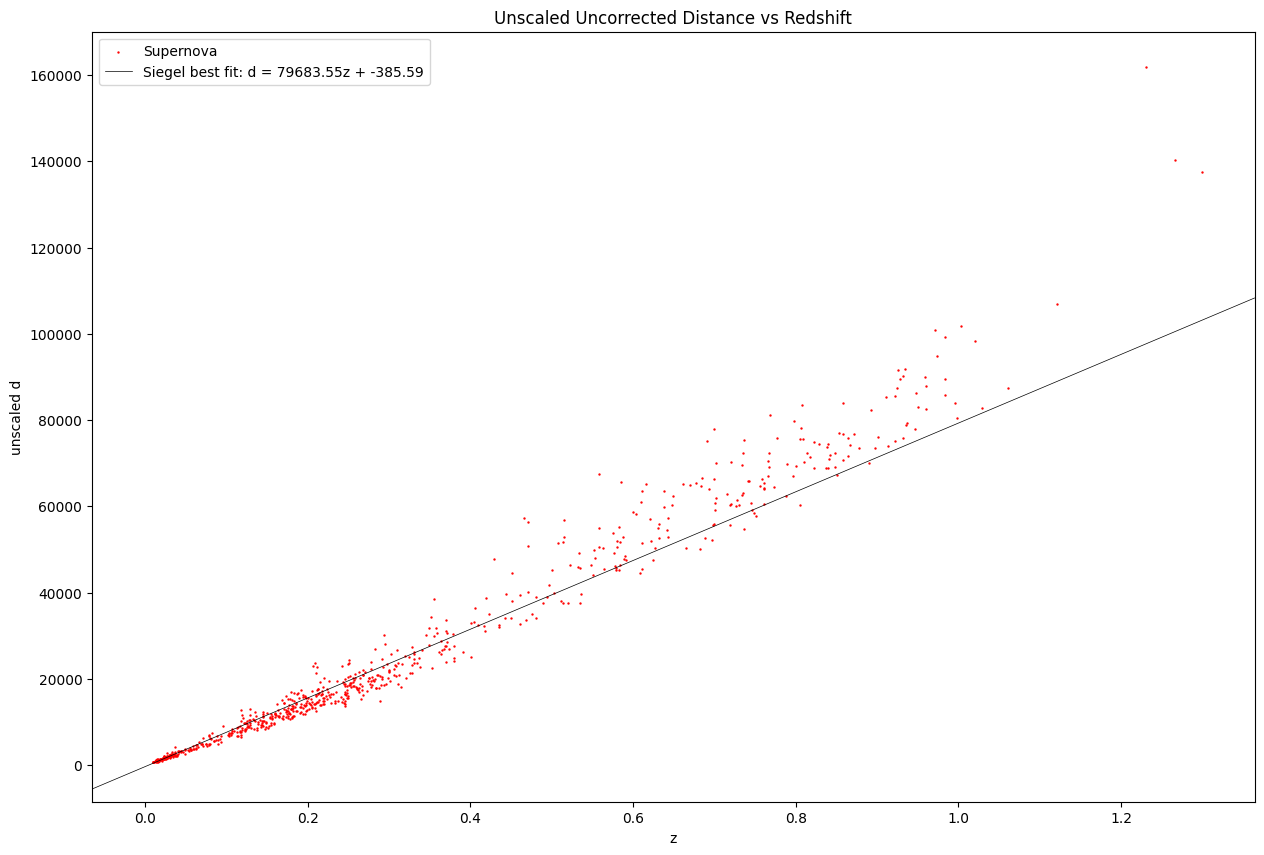 Unscaled Uncorrected Distance vs Redshift
Supernova
Siegel best fit: d = 79683.55z + -385.59
160000
140000
120000
100000
80000
60000
40000
20000
0
unscaled d
0.0 0.2 0.4 0.6 0.8 1.0 1.2
z